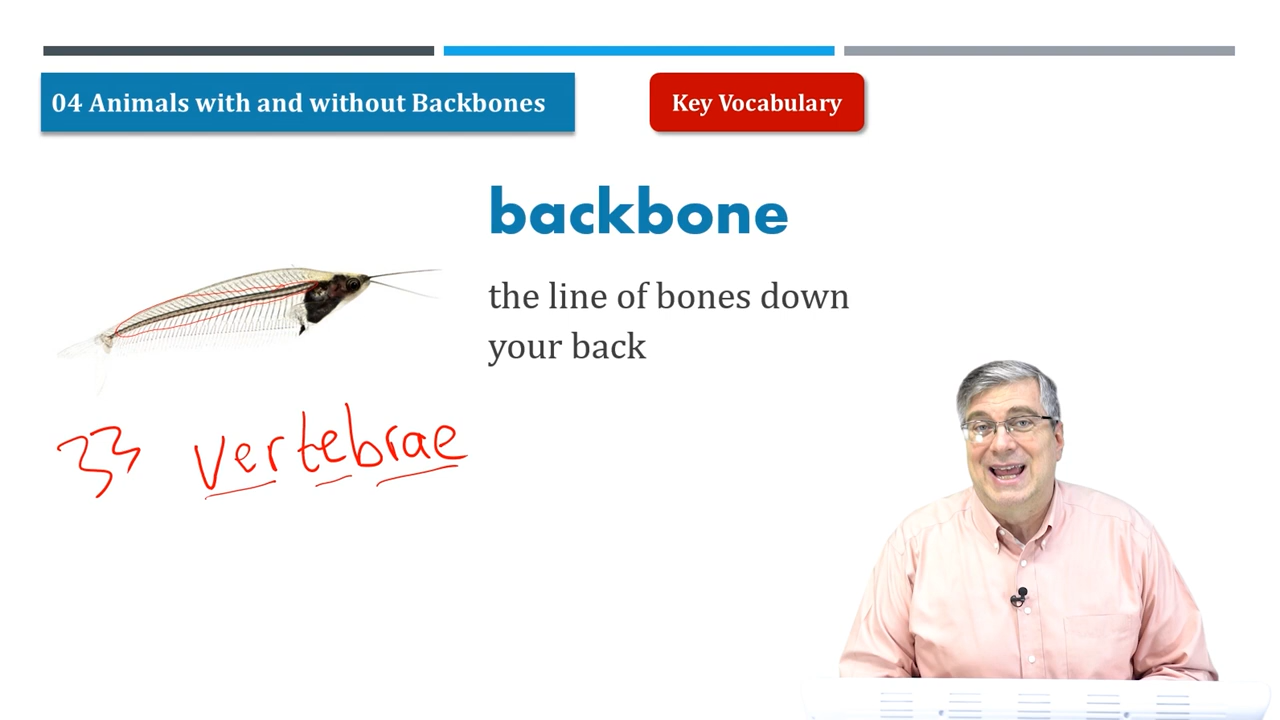 04 Animals with and without Backbones
Key Vocabulary
backbone
the line of bones down
your back
33 vertebrae